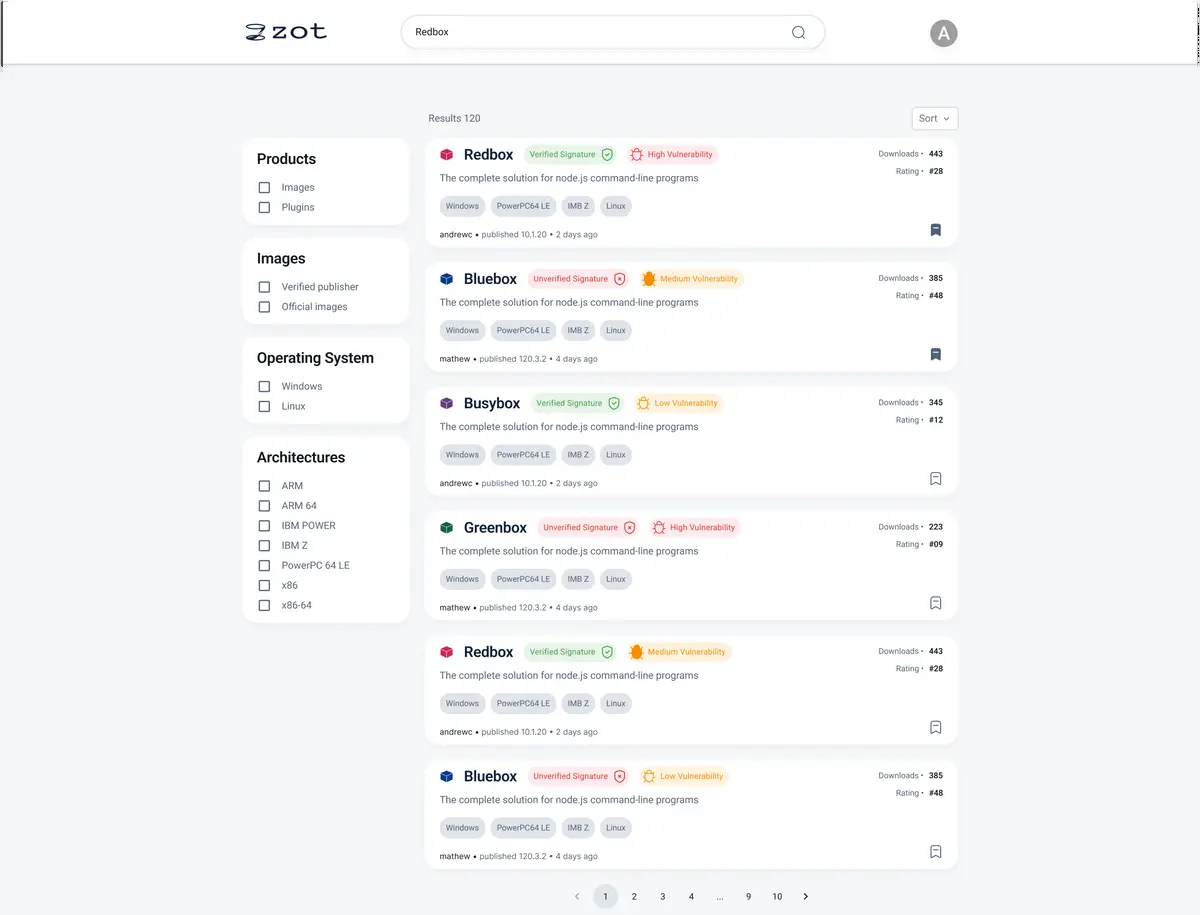 zot
Redbox
A
Results 120
Sort
Products
Images
Plugins
Images
Verified publisher
Official images
Operating System
Windows
Linux
Architectures
ARM
ARM 64
IBM POWER
IBM Z
PowerPC 64 LE
x86
x86-64
Redbox Verified Signature High Vulnerability Downloads • 443
The complete solution for node.js command-line programs Rating • #28
Windows PowerPC64 LE IMB Z Linux
andrewc • published 10.1.20 • 2 days ago
Bluebox Unverified Signature Medium Vulnerability Downloads • 385
The complete solution for node.js command-line programs Rating • #48
Windows PowerPC64 LE IMB Z Linux
mathew • published 120.3.2 • 4 days ago
Busybox Verified Signature Low Vulnerability Downloads • 345
The complete solution for node.js command-line programs Rating • #12
Windows PowerPC64 LE IMB Z Linux
andrewc • published 10.1.20 • 2 days ago
Greenbox Unverified Signature High Vulnerability Downloads • 223
The complete solution for node.js command-line programs Rating • #09
Windows PowerPC64 LE IMB Z Linux
mathew • published 120.3.2 • 4 days ago
Redbox Verified Signature Medium Vulnerability Downloads • 443
The complete solution for node.js command-line programs Rating • #28
Windows PowerPC64 LE IMB Z Linux
andrewc • published 10.1.20 • 2 days ago
Bluebox Unverified Signature Low Vulnerability Downloads • 385
The complete solution for node.js command-line programs Rating • #48
Windows PowerPC64 LE IMB Z Linux
mathew • published 120.3.2 • 4 days ago
‹ 1 2 3 4 ... 9 10 ›